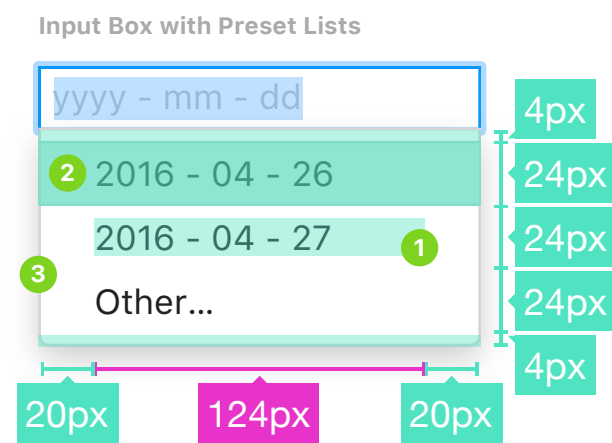 Input Box with Preset Lists
yyyy - mm - dd
4px
2 2016 - 04 - 26
24px
2016 - 04 - 27 1
24px
3
Other...
24px
4px
20px 124px 20px